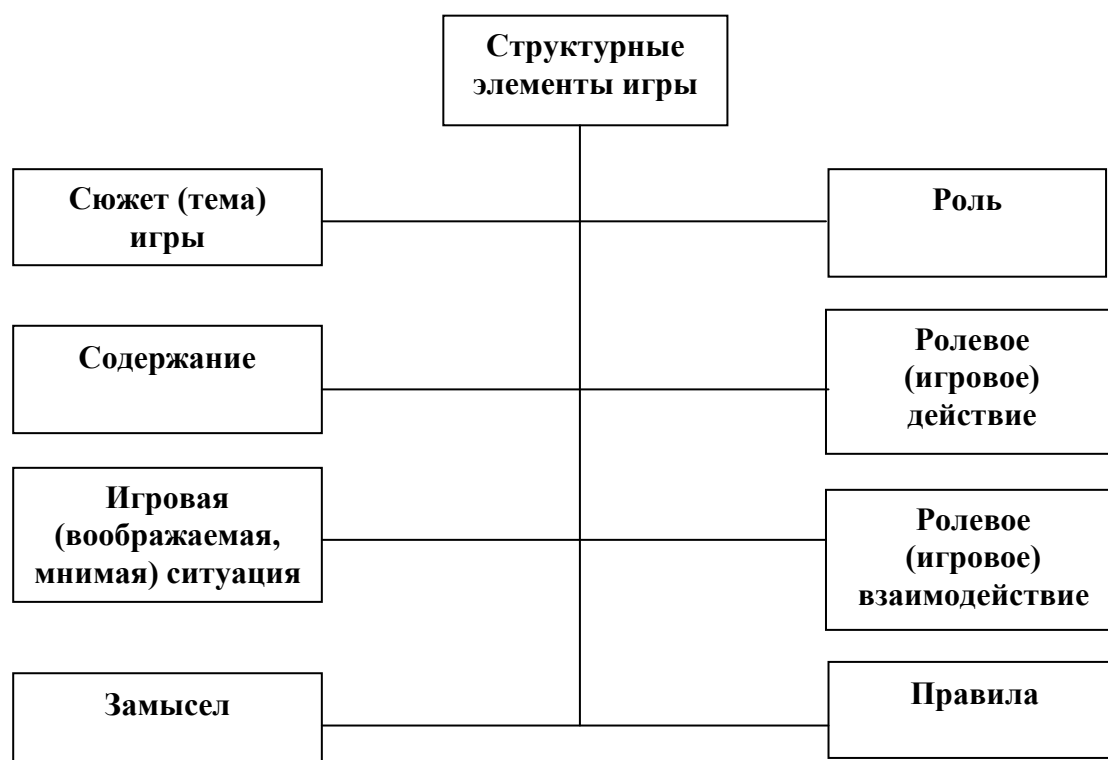 Структурные
элементы игры
Сюжет (тема)
игры
Роль
Содержание
Ролевое
(игровое)
действие
Игровая
(воображаемая,
мнимая) ситуация
Ролевое
(игровое)
взаимодействие
Замысел
Правила